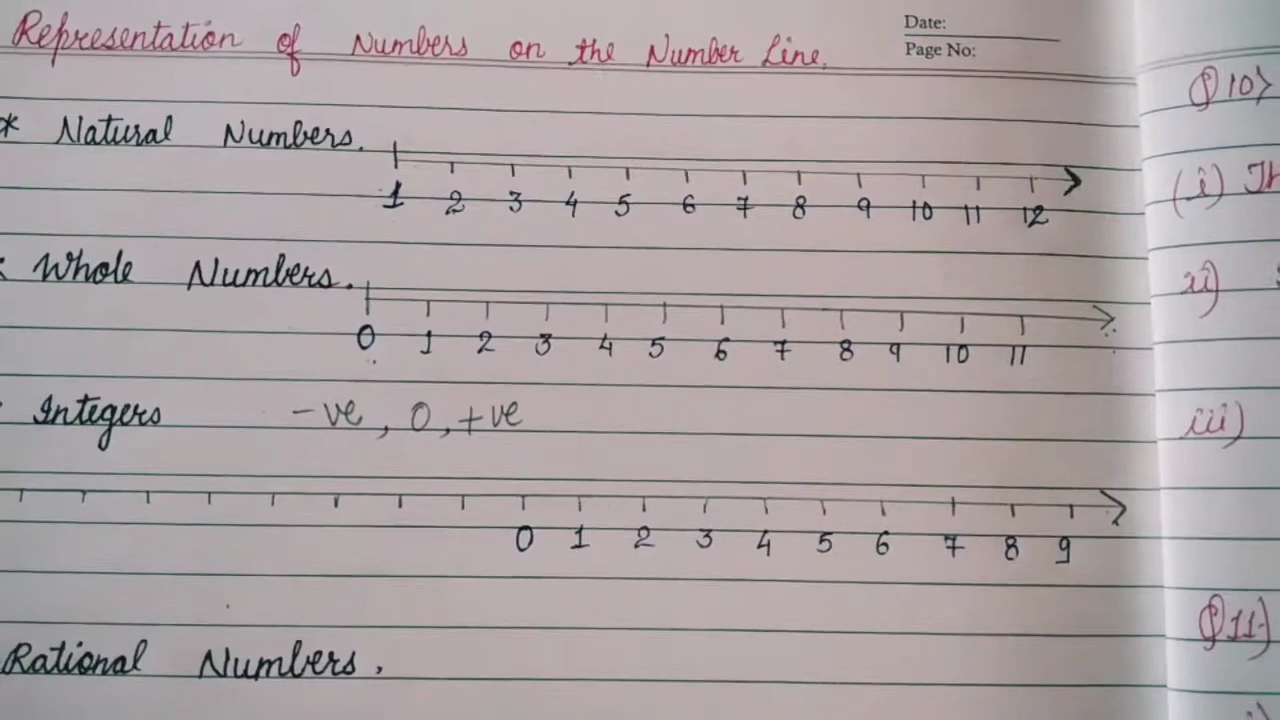 Date:
Representation of Numbers on the Number Line.
Page No:
* Natural Numbers.
1 2 3 4 5 6 7 8 9 10 11 12
Whole Numbers.
0 1 2 3 4 5 6 7 8 9 10 11
Integers -ve, 0, +ve
0 1 2 3 4 5 6 7 8 9
Rational Numbers.
Q10>
(i) Th
ii)
iii)
Q11)